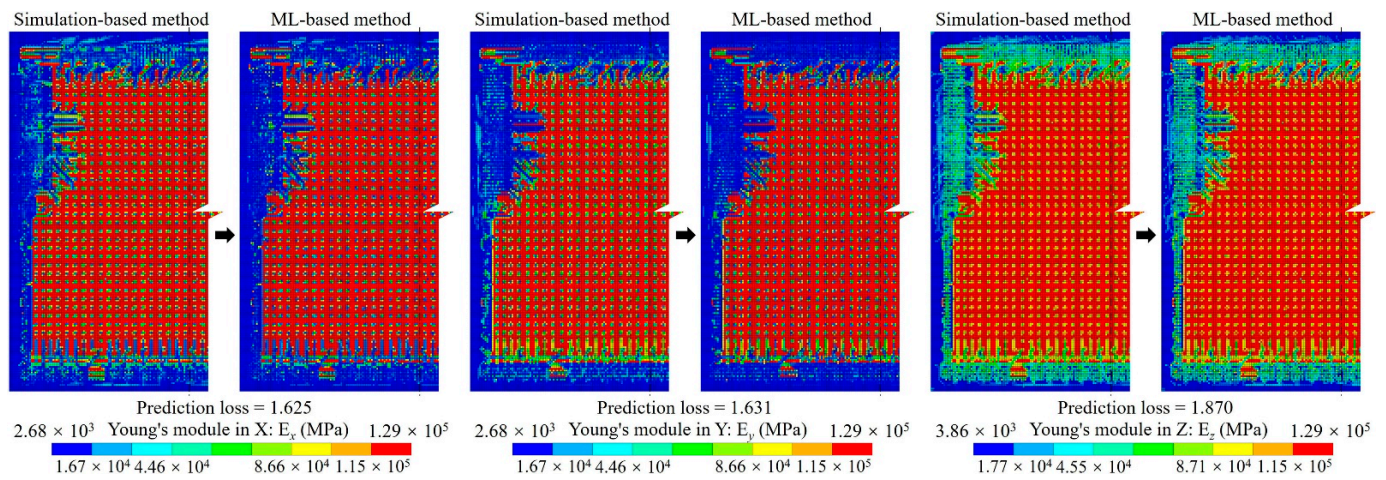 Simulation-based method ML-based method Simulation-based method ML-based method Simulation-based method ML-based method
Prediction loss = 1.625 Prediction loss = 1.631 Prediction loss = 1.870
2.68 × 10³ Young's module in X: Eₓ (MPa) 1.29 × 10⁵ 2.68 × 10³ Young's module in Y: E_y (MPa) 1.29 × 10⁵ 3.86 × 10³ Young's module in Z: E_z (MPa) 1.29 × 10⁵
1.67 × 10⁴ 4.46 × 10⁴ 8.66 × 10⁴ 1.15 × 10⁵ 1.67 × 10⁴ 4.46 × 10⁴ 8.66 × 10⁴ 1.15 × 10⁵ 1.77 × 10⁴ 4.55 × 10⁴ 8.71 × 10⁴ 1.15 × 10⁵